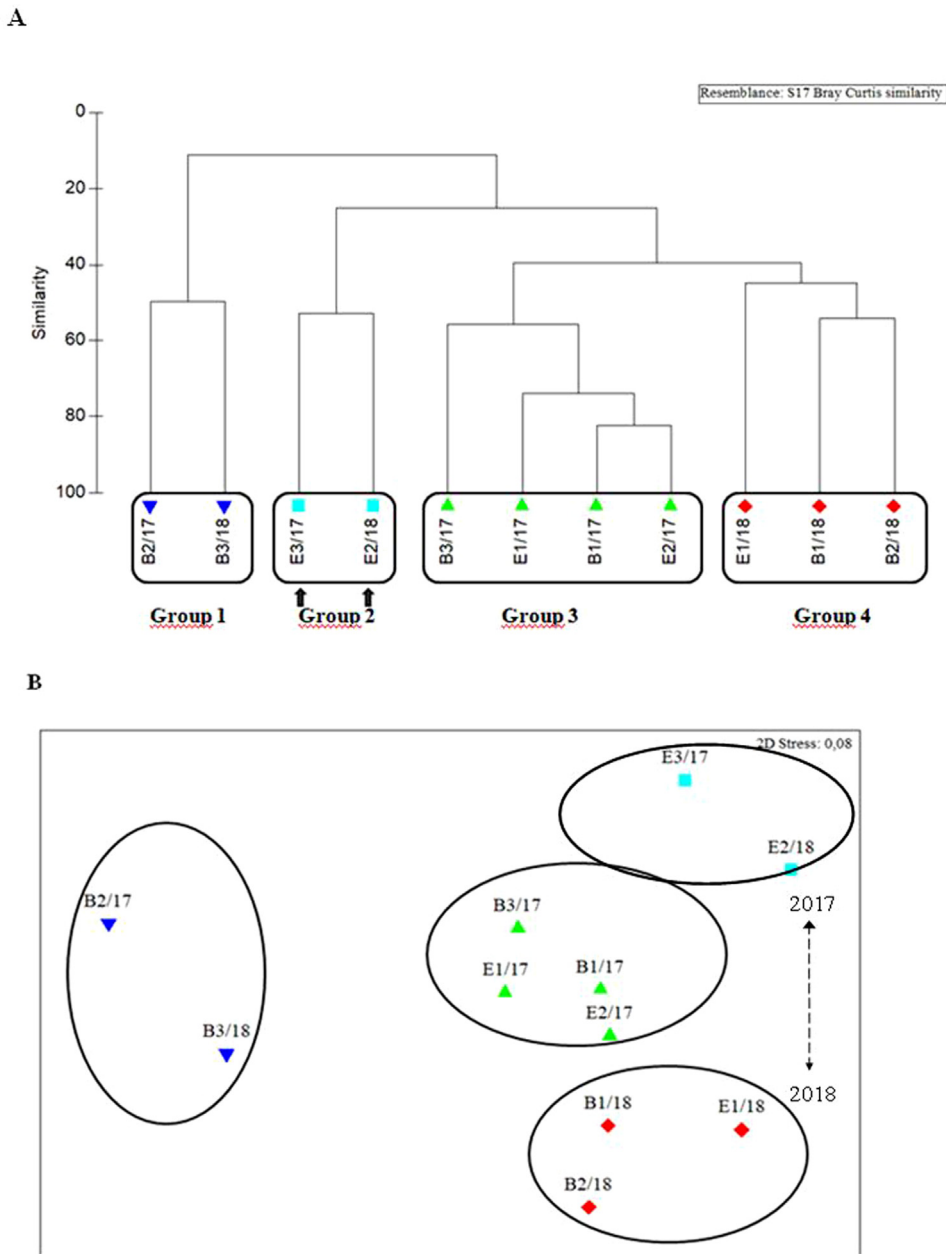 A
Resemblance: S17 Bray Curtis similarity
0
20
40
60
80
100
Similarity
B2/17
B3/18
E3/17
E2/18
B3/17
E1/17
B1/17
E2/17
E1/18
B1/18
B2/18
Group 1
Group 2
Group 3
Group 4
B
2D Stress: 0,08
E3/17
E2/18
B2/17
B3/17
2017
E1/17
B1/17
E2/17
B3/18
2018
B1/18
E1/18
B2/18